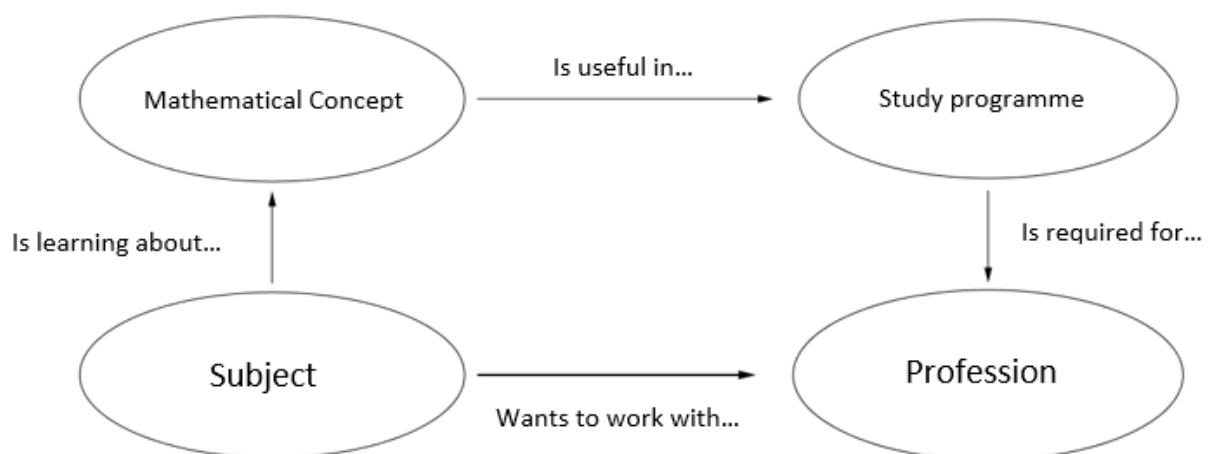 Is useful in…
Mathematical Concept
Study programme
Is learning about…
Is required for…
Subject
Profession
Wants to work with…